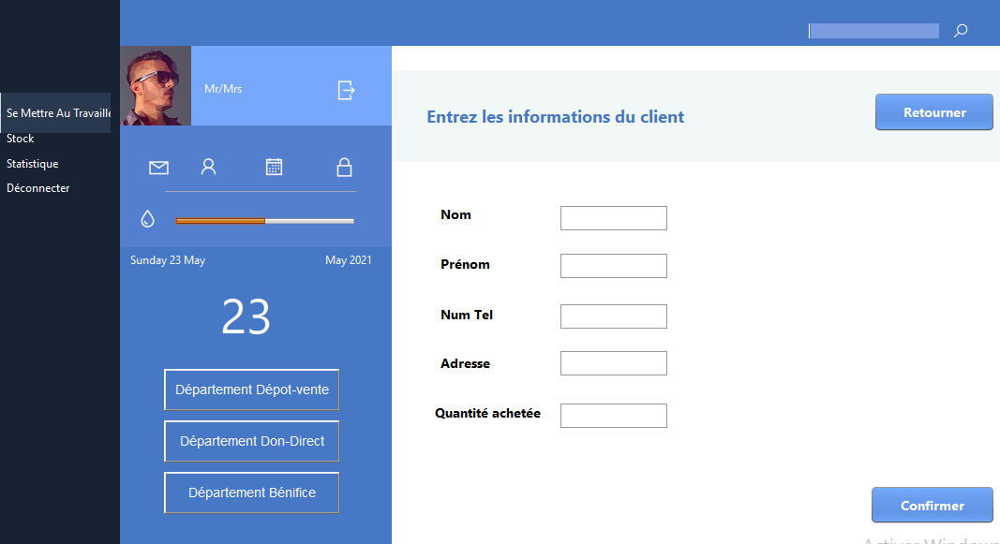 Se Mettre Au Travaille
Stock
Statistique
Déconnecter
Mr/Mrs
Sunday 23 May
May 2021
23
Département Dépot-vente
Département Don-Direct
Département Bénifice
Entrez les informations du client
Retourner
Nom
Prénom
Num Tel
Adresse
Quantité achetée
Confirmer
Activer Windows